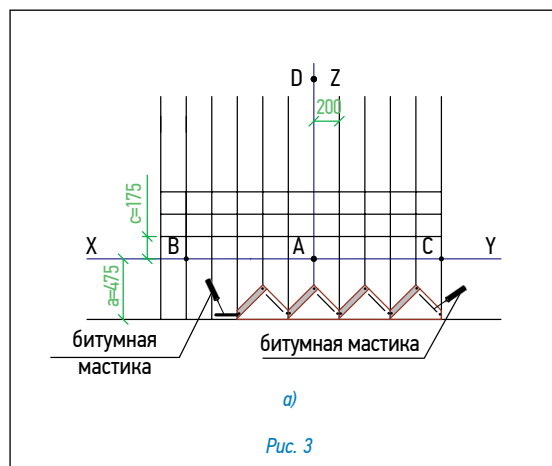 D Z
200
c=175
X B A C Y
a=475
битумная
мастика
битумная мастика
а)
Рис. 3